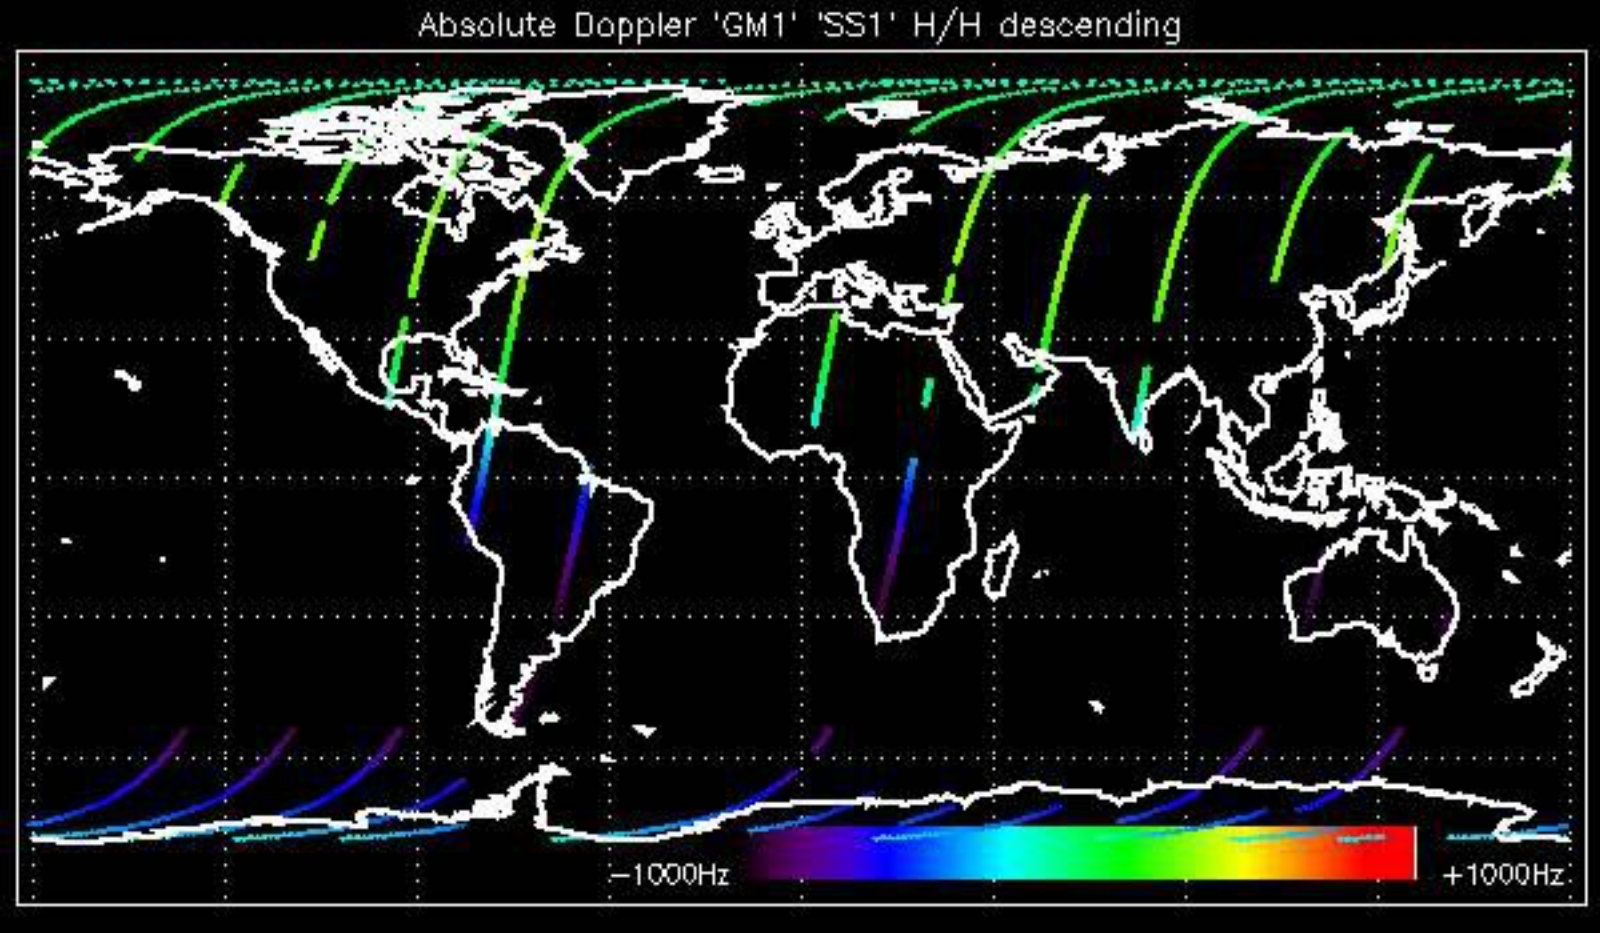 Absolute Doppler 'GM1' 'SS1' H/H descending
−1000Hz +1000Hz